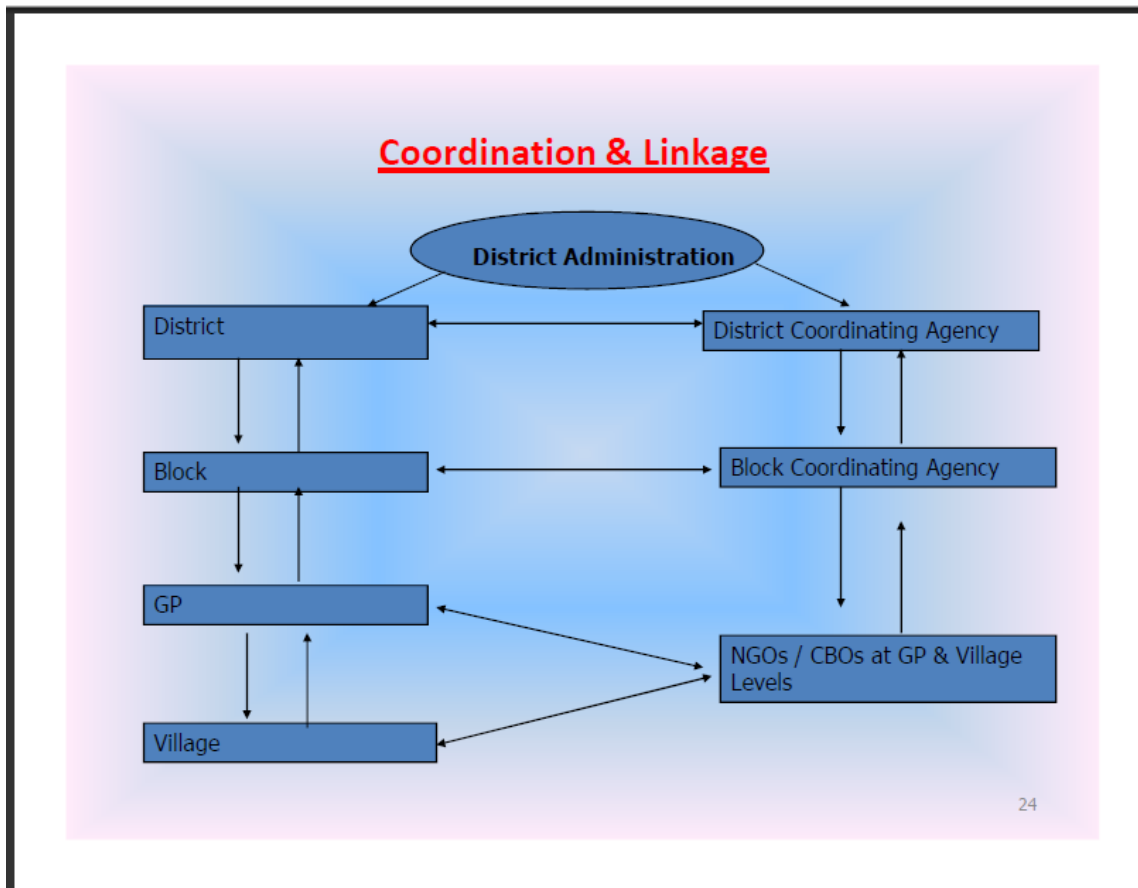 Coordination & Linkage
District Administration
District
District Coordinating Agency
Block
Block Coordinating Agency
GP
NGOs / CBOs at GP & Village
Levels
Village
24